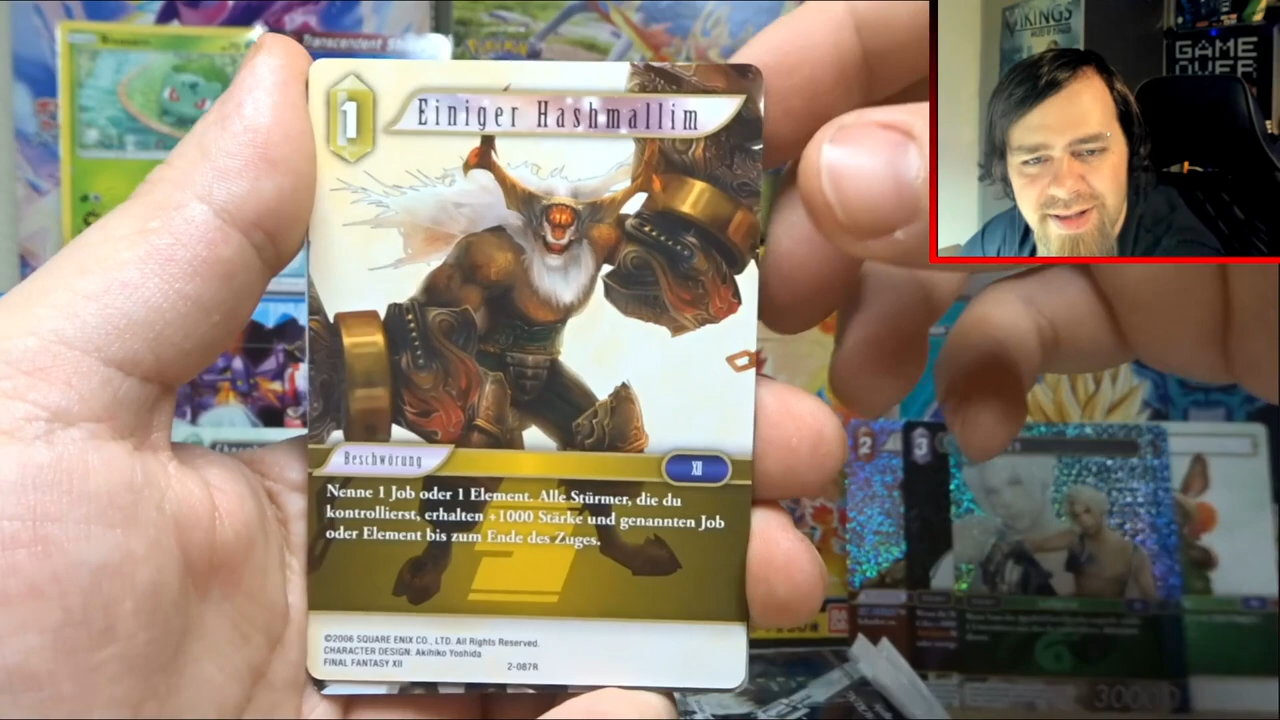 Transcendent
Pokémon
VIKINGS
GAME
OVER
1
Einiger Hashmallim
Beschwörung
XII
Nenne 1 Job oder 1 Element. Alle Stürmer, die du
kontrollierst, erhalten +1000 Stärke und genannten Job
oder Element bis zum Ende des Zuges.
©2006 SQUARE ENIX CO., LTD. All Rights Reserved.
CHARACTER DESIGN: Akihiko Yoshida
FINAL FANTASY XII
2-087R
2